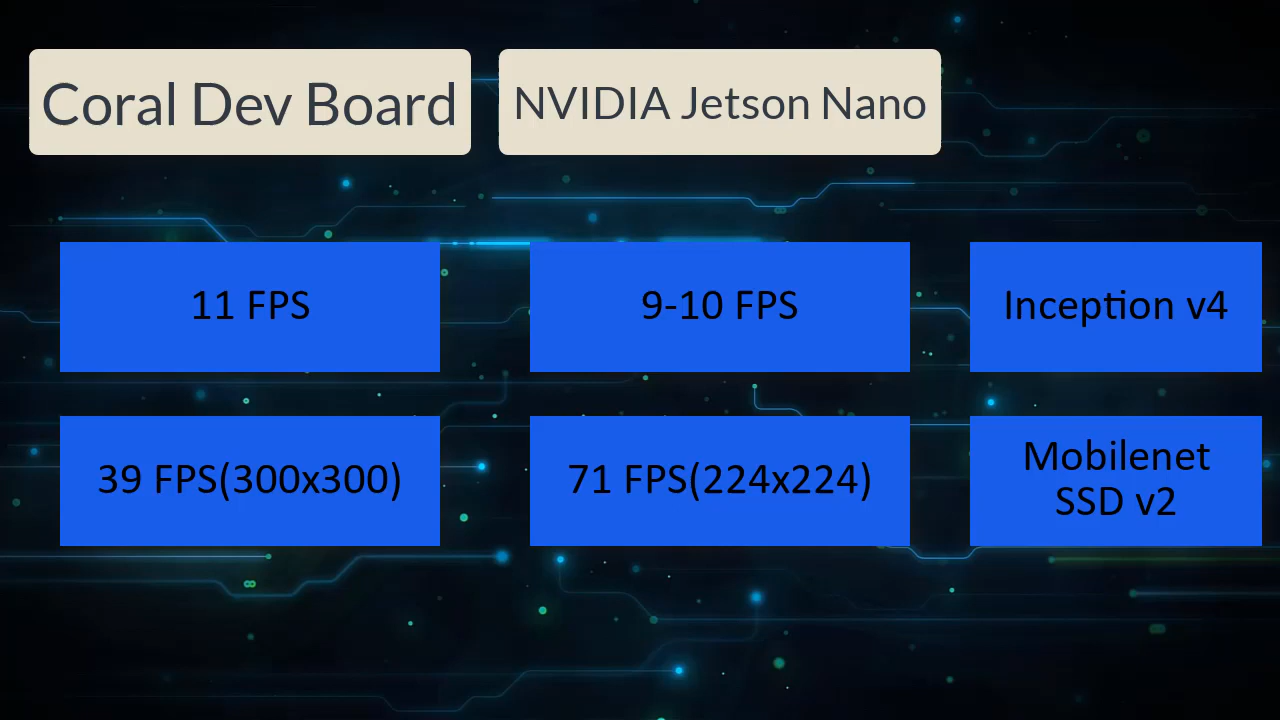 Coral Dev Board
NVIDIA Jetson Nano
11 FPS
9-10 FPS
Inception v4
39 FPS(300x300)
71 FPS(224x224)
Mobilenet
SSD v2